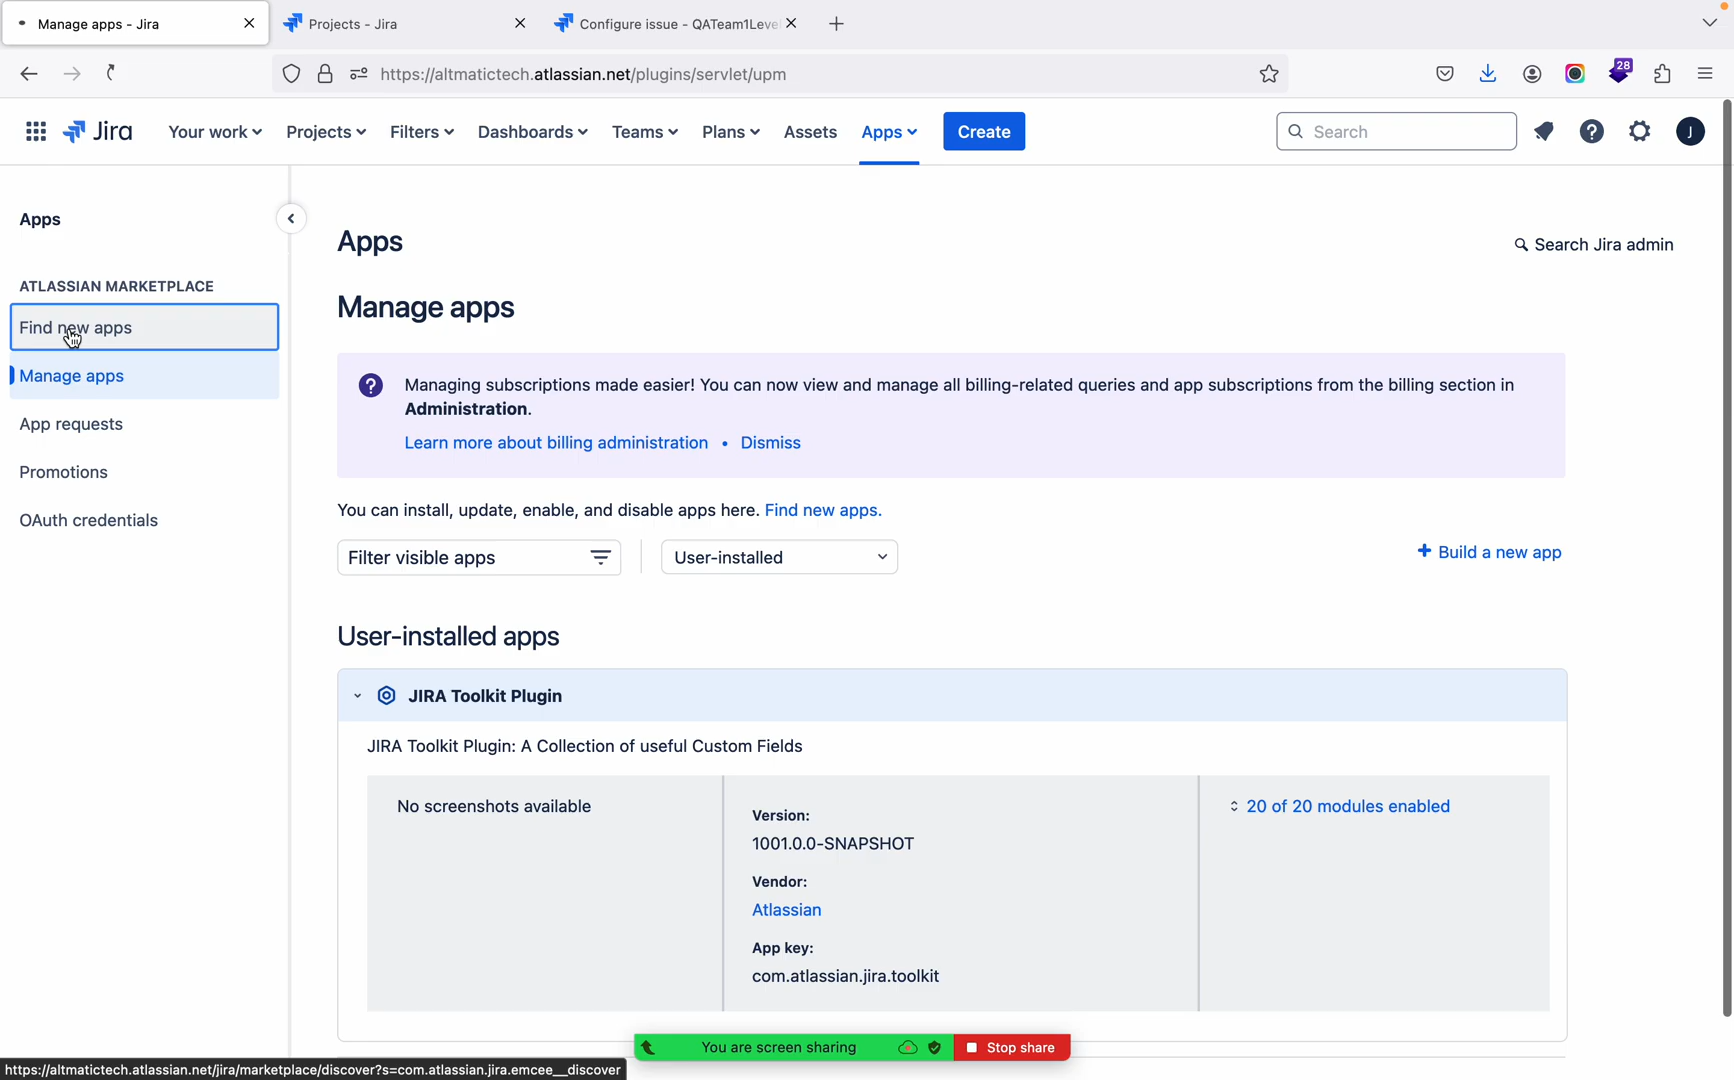 Manage apps - Jira
Projects - Jira
Configure issue - QATeam1Level
https://altmatictech.atlassian.net/plugins/servlet/upm
28
Jira
Your work
Projects
Filters
Dashboards
Teams
Plans
Assets
Apps
Create
Search
J
Apps
ATLASSIAN MARKETPLACE
Find new apps
Manage apps
App requests
Promotions
OAuth credentials
Apps
Search Jira admin
Manage apps
Managing subscriptions made easier! You can now view and manage all billing-related queries and app subscriptions from the billing section in
Administration.
Learn more about billing administration • Dismiss
You can install, update, enable, and disable apps here. Find new apps.
Filter visible apps
User-installed
+ Build a new app
User-installed apps
JIRA Toolkit Plugin
JIRA Toolkit Plugin: A Collection of useful Custom Fields
No screenshots available
Version:
1001.0.0-SNAPSHOT
Vendor:
Atlassian
App key:
com.atlassian.jira.toolkit
20 of 20 modules enabled
You are screen sharing
Stop share
https://altmatictech.atlassian.net/jira/marketplace/discover?s=com.atlassian.jira.emcee__discover